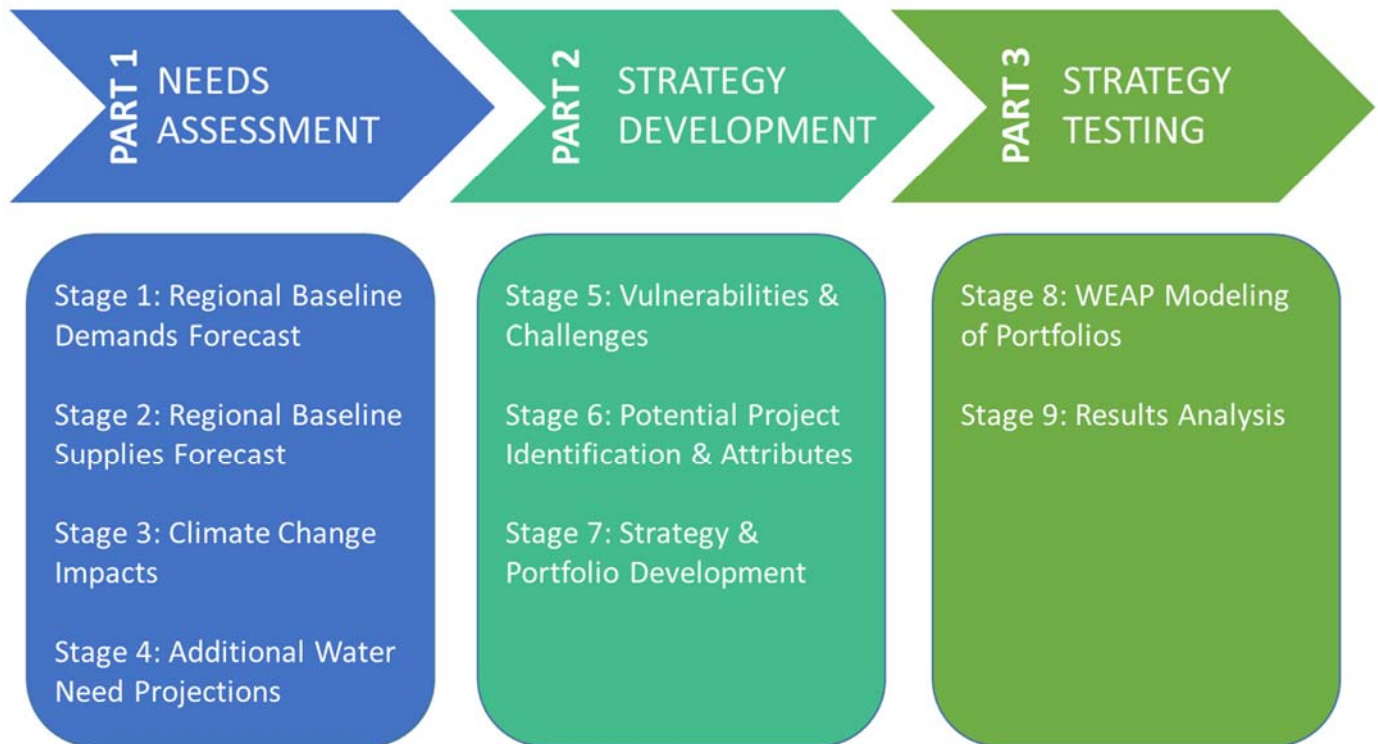 PART 1
NEEDS
ASSESSMENT
PART 2
STRATEGY
DEVELOPMENT
PART 3
STRATEGY
TESTING
Stage 1: Regional Baseline
Demands Forecast
Stage 2: Regional Baseline
Supplies Forecast
Stage 3: Climate Change
Impacts
Stage 4: Additional Water
Need Projections
Stage 5: Vulnerabilities &
Challenges
Stage 6: Potential Project
Identification & Attributes
Stage 7: Strategy &
Portfolio Development
Stage 8: WEAP Modeling
of Portfolios
Stage 9: Results Analysis